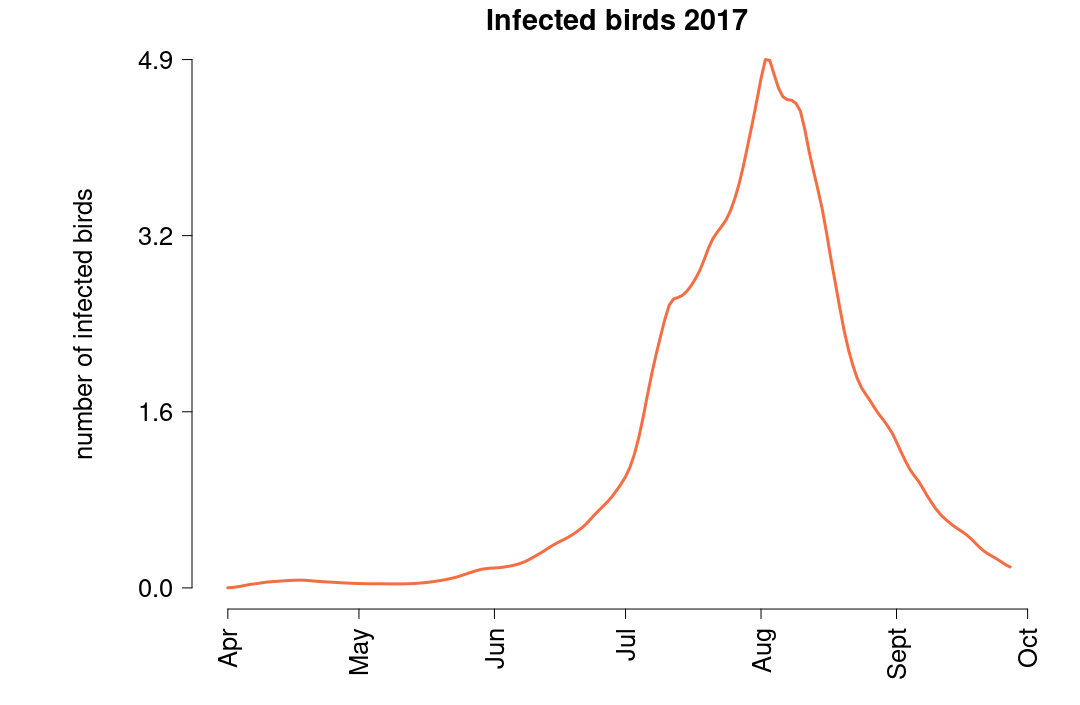 Infected birds 2017
number of infected birds
4.9
3.2
1.6
0.0
Apr
May
Jun
Jul
Aug
Sept
Oct